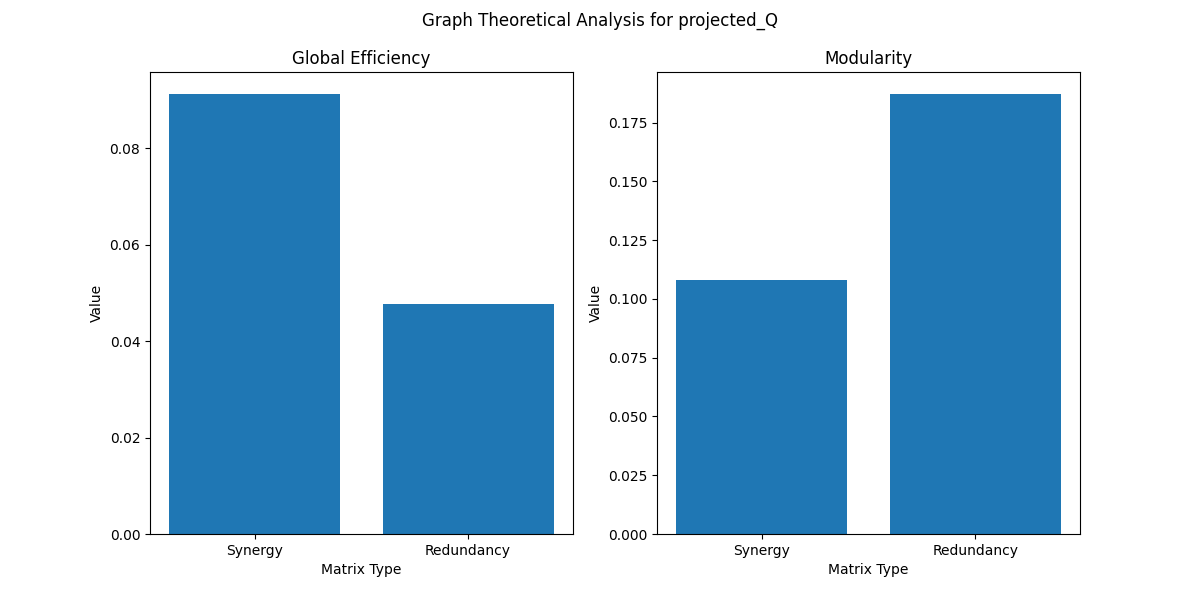 Graph Theoretical Analysis for projected_Q
Global Efficiency
Value
0.08
0.06
0.04
0.02
0.00
Synergy
Redundancy
Matrix Type
Modularity
Value
0.175
0.150
0.125
0.100
0.075
0.050
0.025
0.000
Synergy
Redundancy
Matrix Type